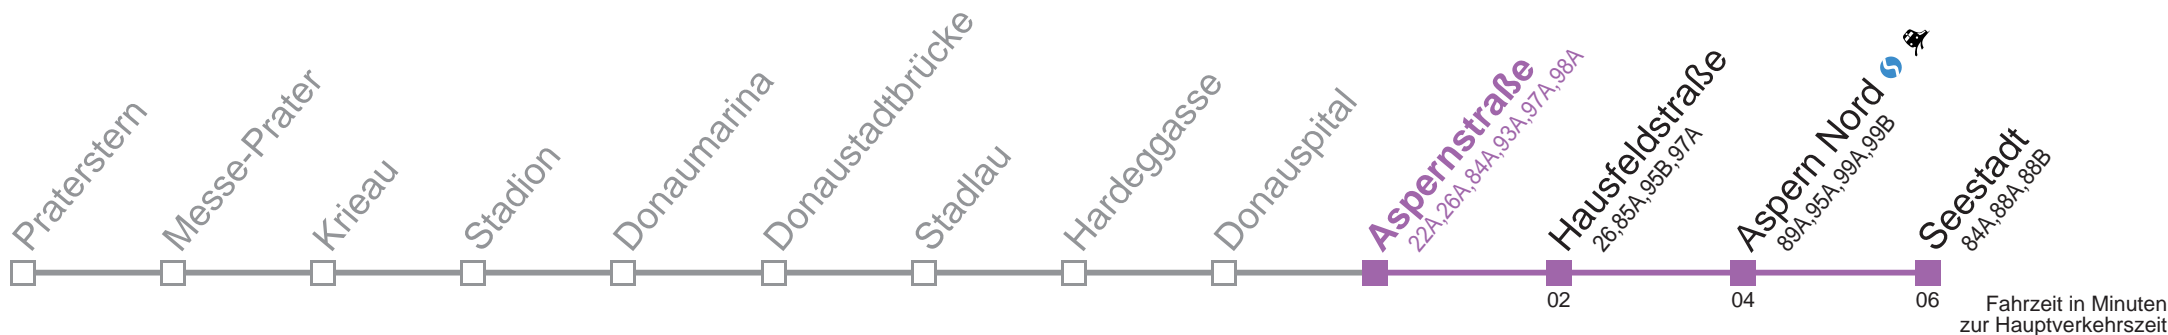 Praterstern
Messe-Prater
Krieau
Stadion
Donaumarina
Donaustadtbrücke
Stadlau
Hardeggasse
Donauspital
Aspernstraße
22A,26A,84A,93A,97A,98A
Hausfeldstraße
26,85A,95B,97A
Aspern Nord
89A,95A,99A,99B
Seestadt
84A,88A,88B
02
04
06
Fahrzeit in Minuten
zur Hauptverkehrszeit